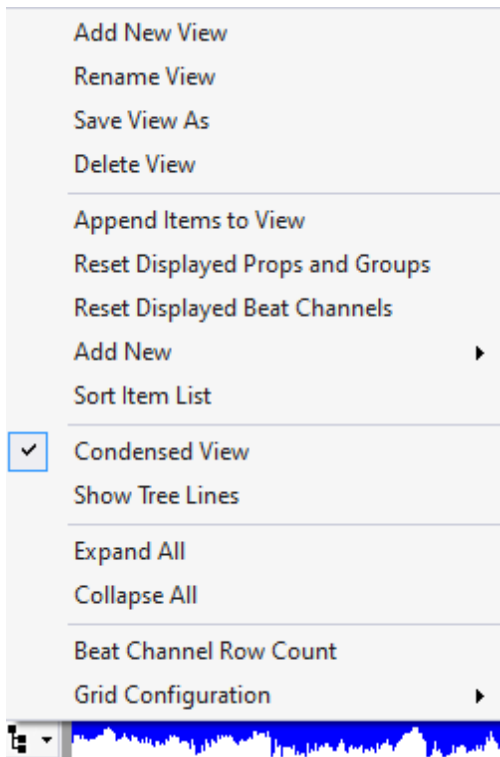 Add New View
Rename View
Save View As
Delete View
Append Items to View
Reset Displayed Props and Groups
Reset Displayed Beat Channels
Add New
Sort Item List
Condensed View
Show Tree Lines
Expand All
Collapse All
Beat Channel Row Count
Grid Configuration